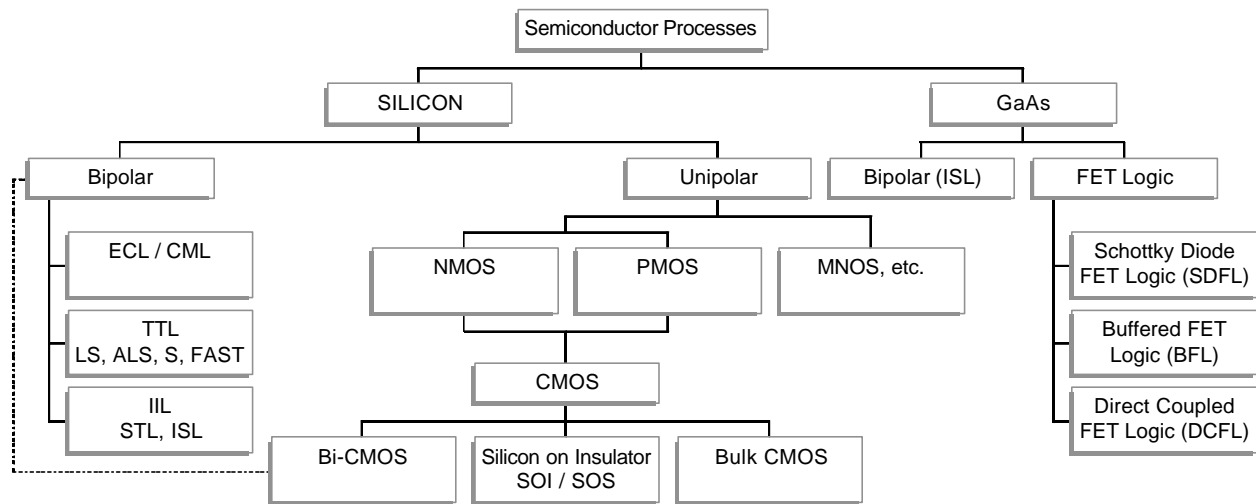 Semiconductor Processes
SILICON
GaAs
Bipolar
Unipolar
Bipolar (ISL)
FET Logic
ECL / CML
NMOS
PMOS
MNOS, etc.
Schottky Diode
FET Logic (SDFL)
TTL
LS, ALS, S, FAST
Buffered FET
Logic (BFL)
CMOS
IIL
STL, ISL
Direct Coupled
FET Logic (DCFL)
Bi-CMOS
Silicon on Insulator
SOI / SOS
Bulk CMOS